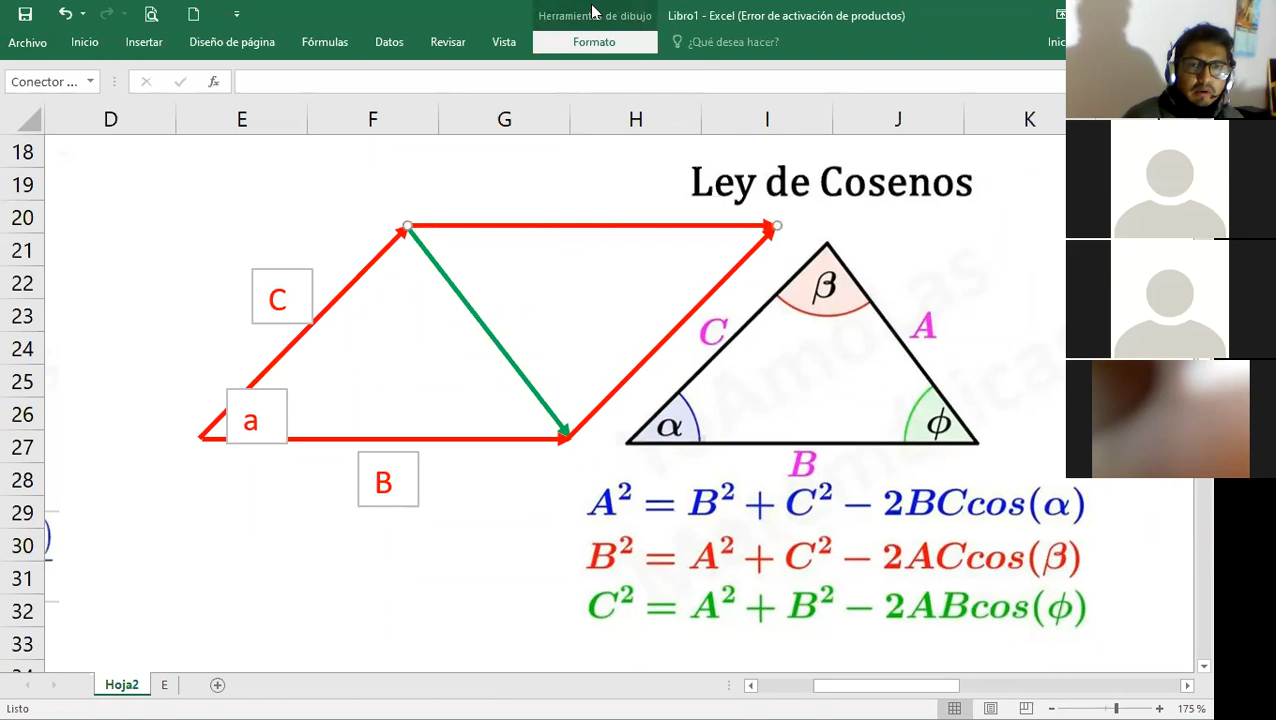 Herramientas de dibujo
Libro1 - Excel (Error de activación de productos)
Archivo Inicio Insertar Diseño de página Fórmulas Datos Revisar Vista Formato ¿Qué desea hacer? Inic
Conector ... fx
D E F G H I J K
18
19
20
21
22
23
24
25
26
27
28
29
30
31
32
33
Ley de Cosenos
C
a
B
β
C A
α ϕ
B
A² = B² + C² − 2BCcos(α)
B² = A² + C² − 2ACcos(β)
C² = A² + B² − 2ABcos(ϕ)
)
Hoja2 E
Listo 175 %